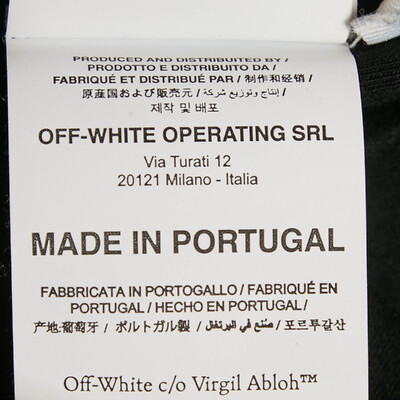 PRODUCED AND DISTRIBUTED BY /
PRODOTTO E DISTRIBUITO DA /
FABRIQUÉ ET DISTRIBUÉ PAR / 制作和经销 /
原産国および販売元 / إنتاج وتوزيع شركة /
제작 및 배포
OFF-WHITE OPERATING SRL
Via Turati 12
20121 Milano - Italia
MADE IN PORTUGAL
FABBRICATA IN PORTOGALLO / FABRIQUÉ EN
PORTUGAL / HECHO EN PORTUGAL /
产地:葡萄牙 / ポルトガル製 / صنع في البرتغال / 포르투갈산
Off-White c/o Virgil Abloh™